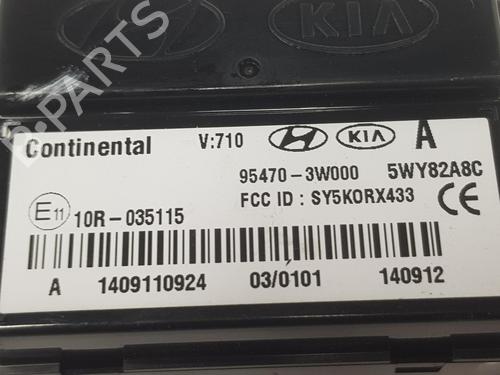 KIA
B-PARTS
Continental V:710 KIA A
95470-3W000 5WY82A8C
FCC ID : SY5KORX433
E11 10R-035115 CE
A 1409110924 03/0101 140912